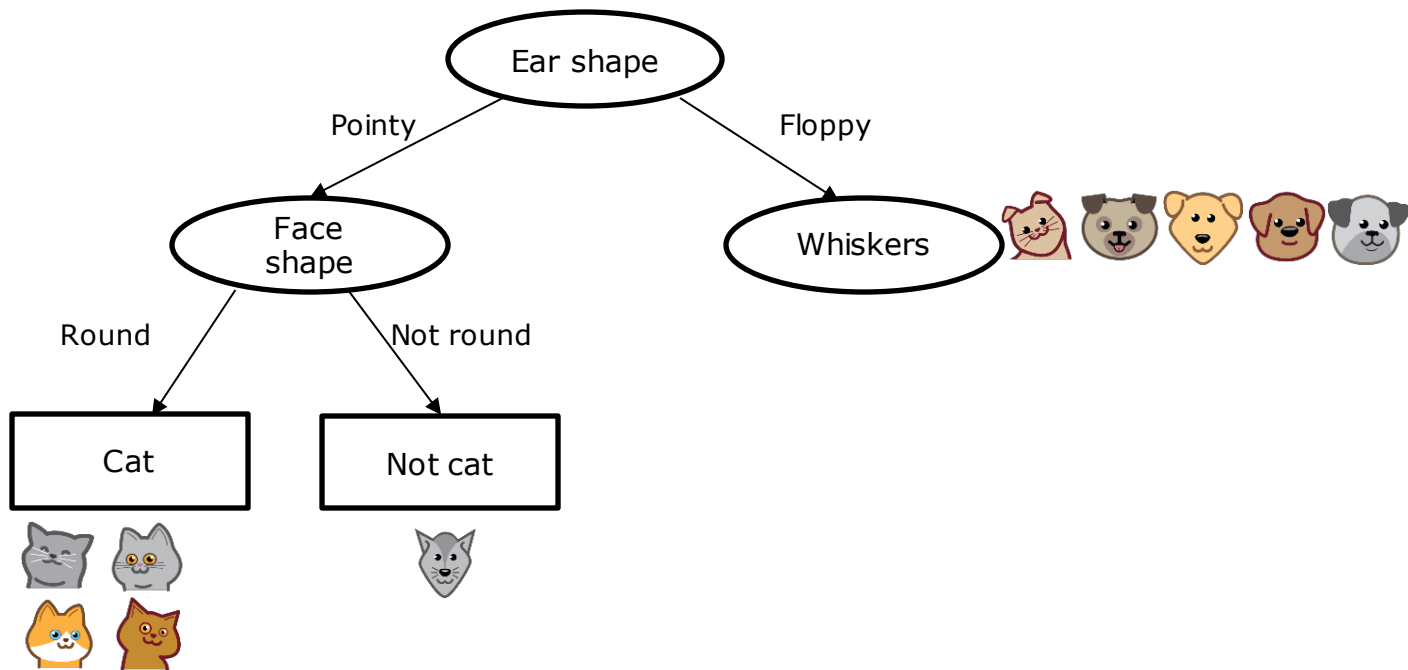 Ear shape
Pointy
Floppy
Face
shape
Whiskers
Round
Not round
Cat
Not cat